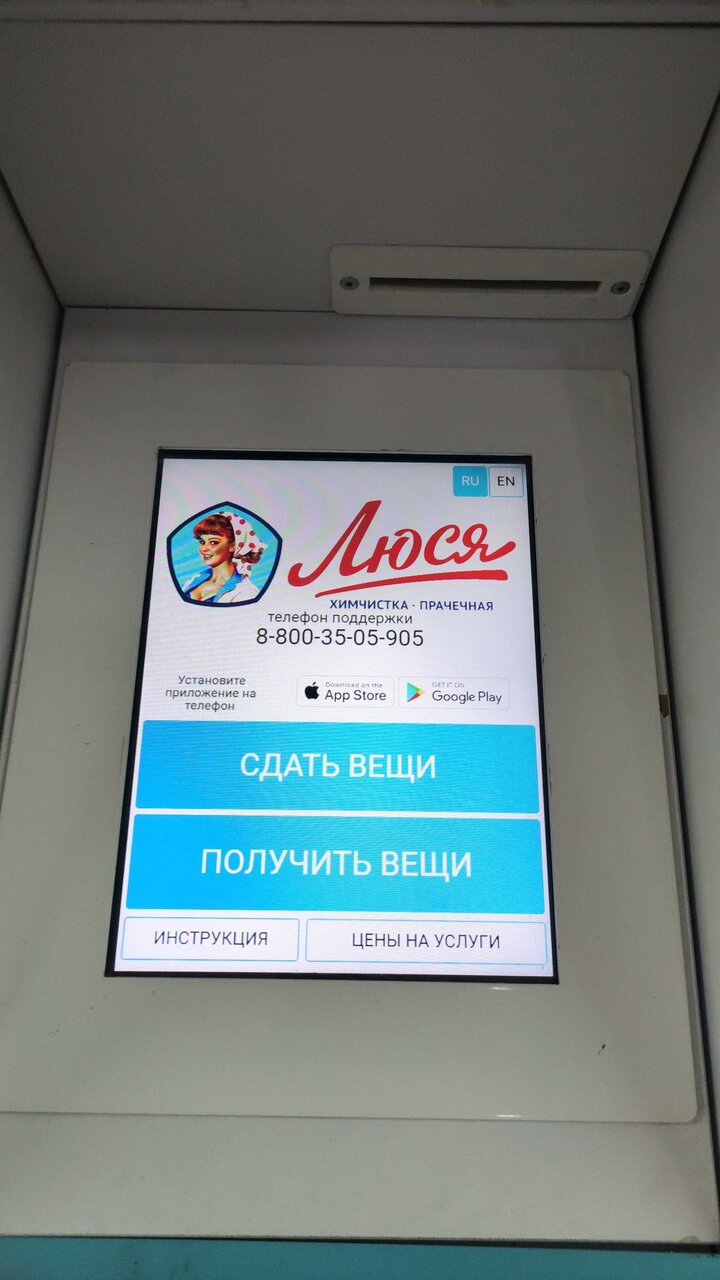 RU EN
Люся
ХИМЧИСТКА · ПРАЧЕЧНАЯ
телефон поддержки
8-800-35-05-905
Установите
приложение на
телефон
Download on the
App Store
GET IT ON
Google Play
СДАТЬ ВЕЩИ
ПОЛУЧИТЬ ВЕЩИ
ИНСТРУКЦИЯ
ЦЕНЫ НА УСЛУГИ